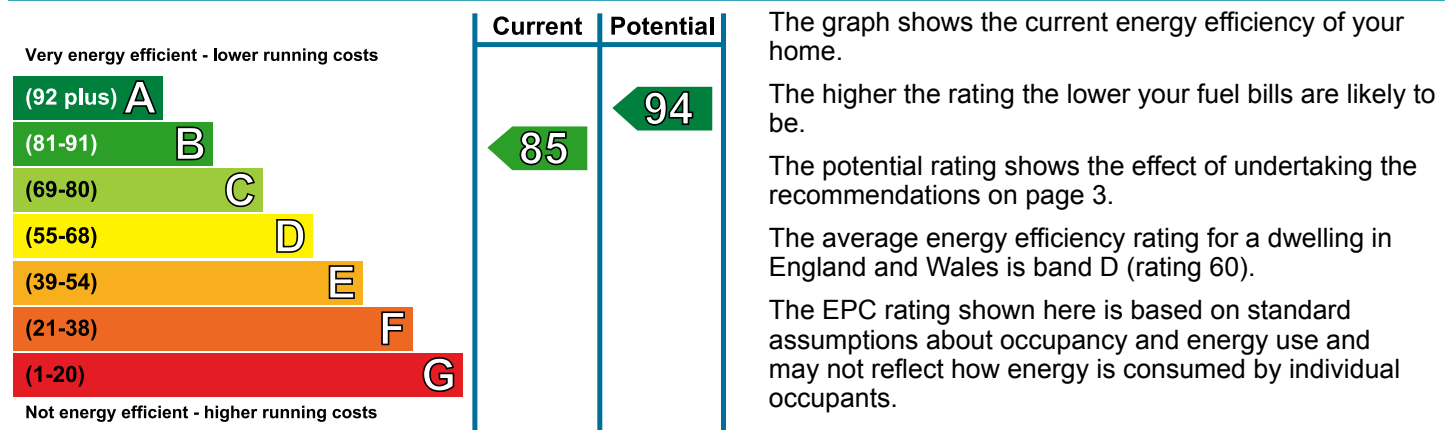 Current Potential
Very energy efficient - lower running costs
(92 plus) A
(81-91) B
(69-80) C
(55-68) D
(39-54) E
(21-38) F
(1-20) G
Not energy efficient - higher running costs
85
94
The graph shows the current energy efficiency of your
home.
The higher the rating the lower your fuel bills are likely to
be.
The potential rating shows the effect of undertaking the
recommendations on page 3.
The average energy efficiency rating for a dwelling in
England and Wales is band D (rating 60).
The EPC rating shown here is based on standard
assumptions about occupancy and energy use and
may not reflect how energy is consumed by individual
occupants.